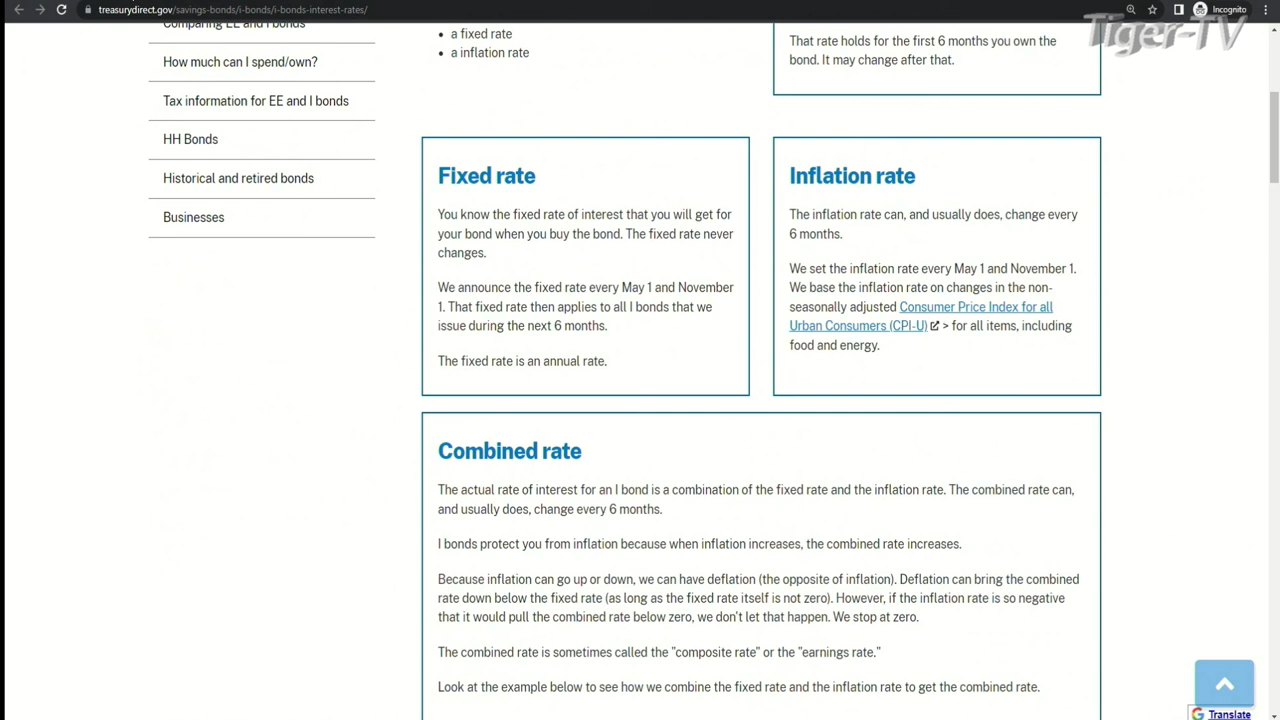 treasurydirect.gov/savings-bonds/i-bonds/i-bonds-interest-rates/
Incognito
Tiger-TV
Comparing EE and I bonds
How much can I spend/own?
Tax information for EE and I bonds
HH Bonds
Historical and retired bonds
Businesses
• a fixed rate
• a inflation rate
That rate holds for the first 6 months you own the
bond. It may change after that.
Fixed rate
You know the fixed rate of interest that you will get for
your bond when you buy the bond. The fixed rate never
changes.
We announce the fixed rate every May 1 and November
1. That fixed rate then applies to all I bonds that we
issue during the next 6 months.
The fixed rate is an annual rate.
Inflation rate
The inflation rate can, and usually does, change every
6 months.
We set the inflation rate every May 1 and November 1.
We base the inflation rate on changes in the non-
seasonally adjusted Consumer Price Index for all
Urban Consumers (CPI-U) > for all items, including
food and energy.
Combined rate
The actual rate of interest for an I bond is a combination of the fixed rate and the inflation rate. The combined rate can,
and usually does, change every 6 months.
I bonds protect you from inflation because when inflation increases, the combined rate increases.
Because inflation can go up or down, we can have deflation (the opposite of inflation). Deflation can bring the combined
rate down below the fixed rate (as long as the fixed rate itself is not zero). However, if the inflation rate is so negative
that it would pull the combined rate below zero, we don't let that happen. We stop at zero.
The combined rate is sometimes called the "composite rate" or the "earnings rate."
Look at the example below to see how we combine the fixed rate and the inflation rate to get the combined rate.
Translate